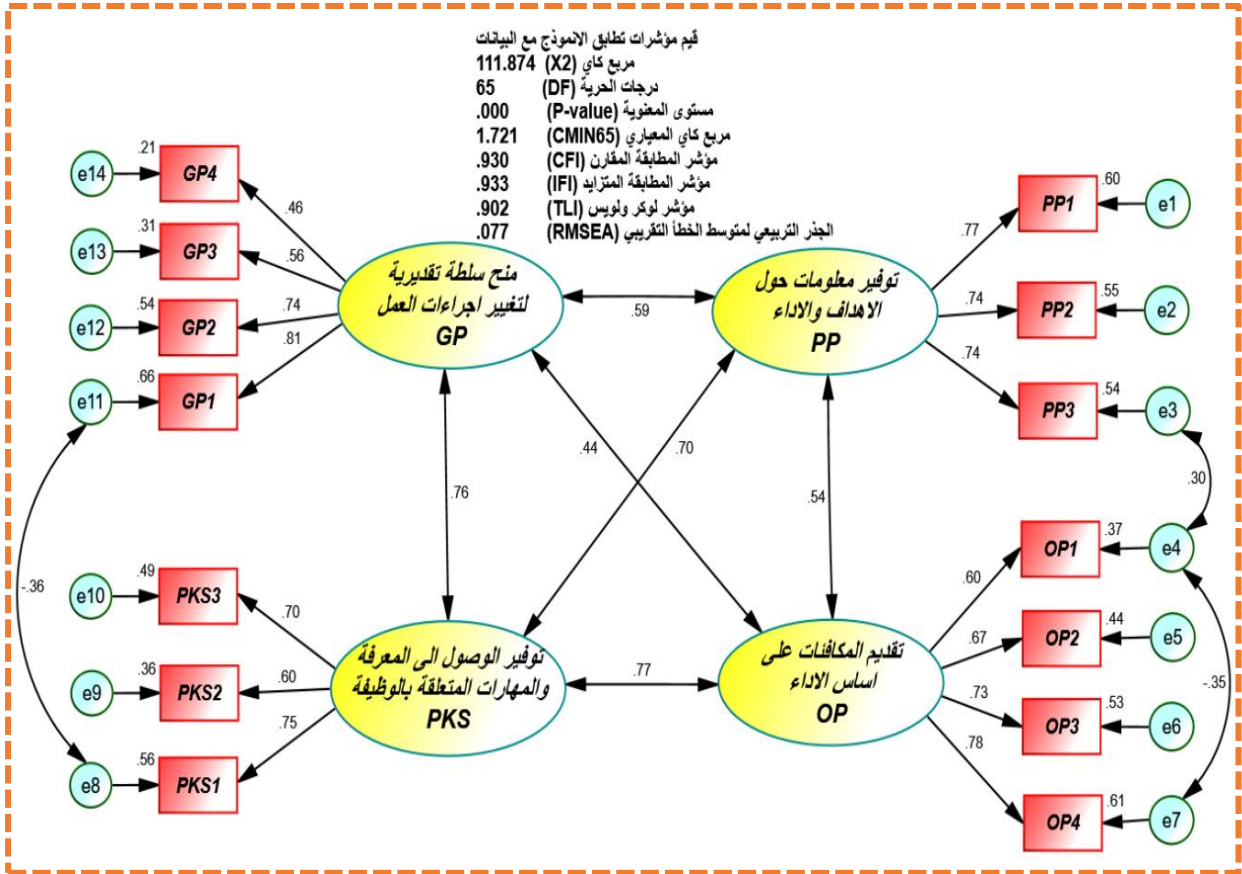 قيم مؤشرات تطابق الانموذج مع البيانات
مربع كاي (X2) 111.874
درجات الحرية (DF) 65
مستوى المعنوية (P-value) .000
مربع كاي المعياري (CMIN65) 1.721
مؤشر المطابقة المقارن (CFI) .930
مؤشر المطابقة المتزايد (IFI) .933
مؤشر لوكر ولويس (TLI) .902
الجذر التربيعي لمتوسط الخطأ التقريبي (RMSEA) .077
e14
.21
GP4
.46
e13
.31
GP3
.56
e12
.54
GP2
.74
e11
.66
GP1
.81
منح سلطة تقديرية
لتغيير اجراءات العمل
GP
.59
توفير معلومات حول
الاهداف والاداء
PP
.77
PP1
.60
e1
.74
PP2
.55
e2
.74
PP3
.54
e3
.30
.44
.70
.76
.54
-.36
e10
.49
PKS3
.70
e9
.36
PKS2
.60
e8
.56
PKS1
.75
توفير الوصول الى المعرفة
والمهارات المتعلقة بالوظيفة
PKS
.77
تقديم المكافئات على
اساس الاداء
OP
.60
OP1
.37
e4
.67
OP2
.44
e5
.73
OP3
.53
e6
.78
OP4
.61
e7
-.35